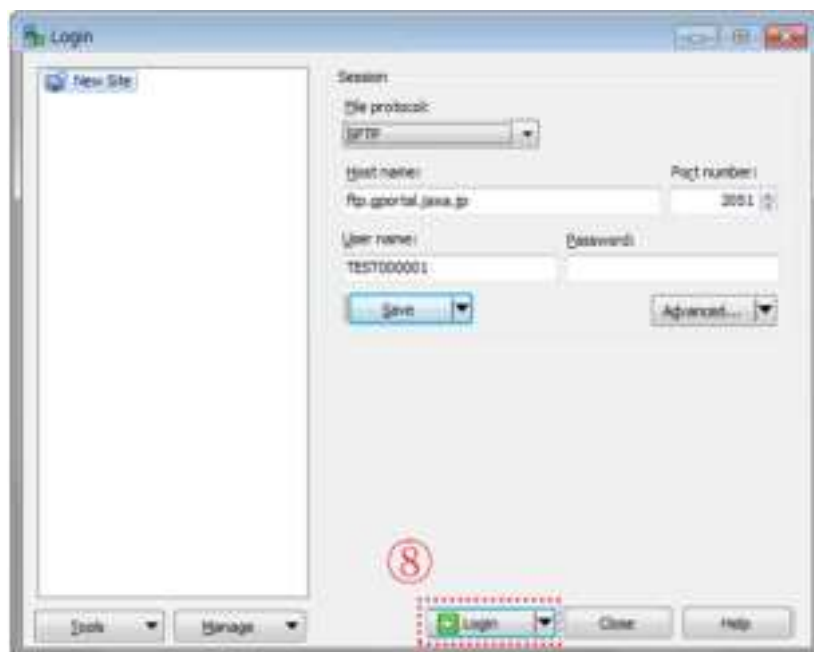 Login
New Site
Session
File protocol:
SFTP
Host name: Port number:
ftp.gportal.jaxa.jp 2051
User name: Password:
TEST000001
Save Advanced...
⑧
Tools Manage Login Close Help